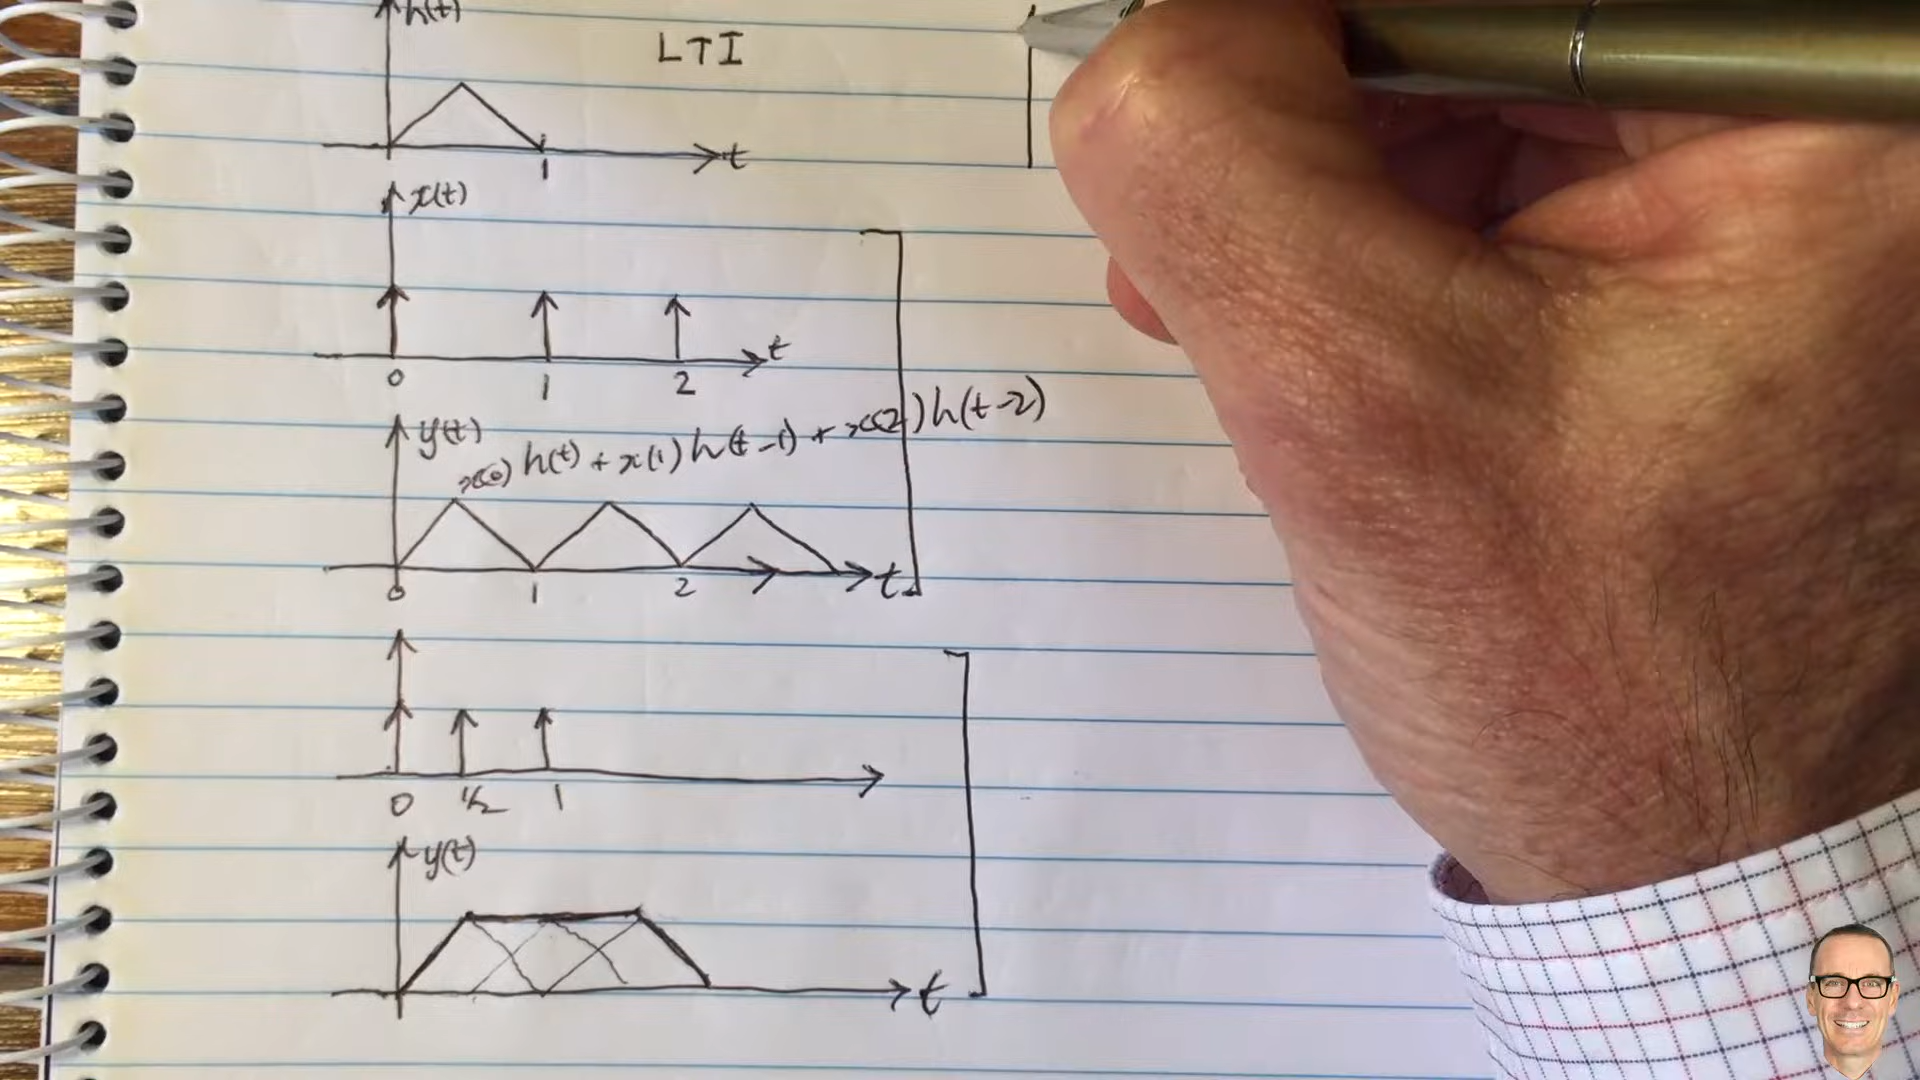 h(t)
LTI
t
1
x(t)
t
0 1 2
y(t)
x(0) h(t) + x(1) h(t-1) + x(2) h(t-2)
t
0 1 2
0 1/2 1
y(t)
t